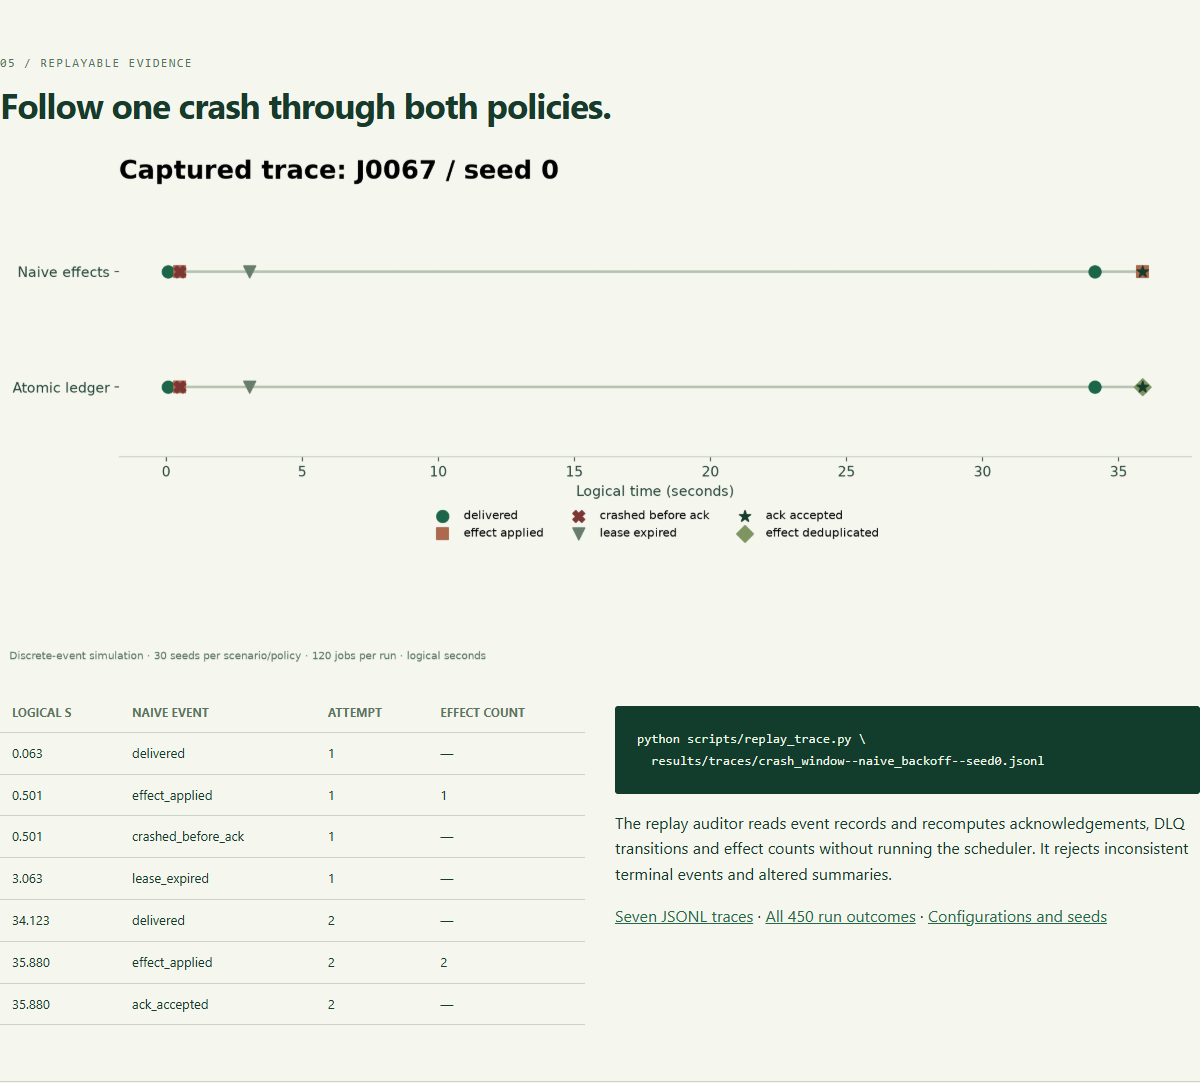 05 / REPLAYABLE EVIDENCE
Follow one crash through both policies.
Captured trace: J0067 / seed 0
Naive effects
Atomic ledger
0 5 10 15 20 25 30 35
Logical time (seconds)
delivered crashed before ack ack accepted
effect applied lease expired effect deduplicated
Discrete-event simulation · 30 seeds per scenario/policy · 120 jobs per run · logical seconds
LOGICAL S NAIVE EVENT ATTEMPT EFFECT COUNT
0.063 delivered 1 —
0.501 effect_applied 1 1
0.501 crashed_before_ack 1 —
3.063 lease_expired 1 —
34.123 delivered 2 —
35.880 effect_applied 2 2
35.880 ack_accepted 2 —
python scripts/replay_trace.py \
results/traces/crash_window--naive_backoff--seed0.jsonl
The replay auditor reads event records and recomputes acknowledgements, DLQ
transitions and effect counts without running the scheduler. It rejects inconsistent
terminal events and altered summaries.
Seven JSONL traces · All 450 run outcomes · Configurations and seeds